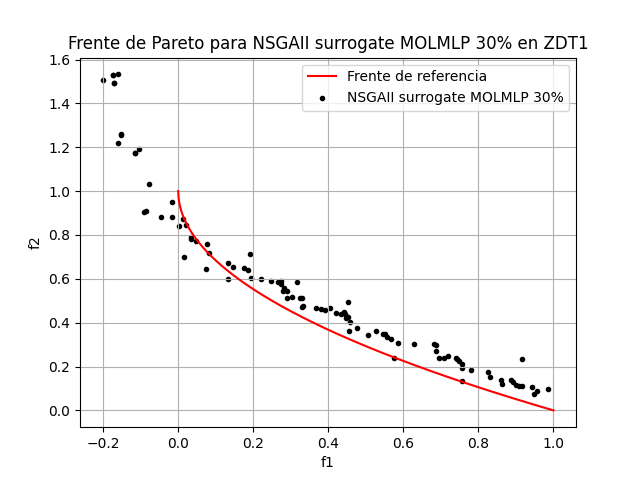 Frente de Pareto para NSGAII surrogate MOLMLP 30% en ZDT1
Frente de referencia
NSGAII surrogate MOLMLP 30%
f2
1.6
1.4
1.2
1.0
0.8
0.6
0.4
0.2
0.0
−0.2 0.0 0.2 0.4 0.6 0.8 1.0
f1